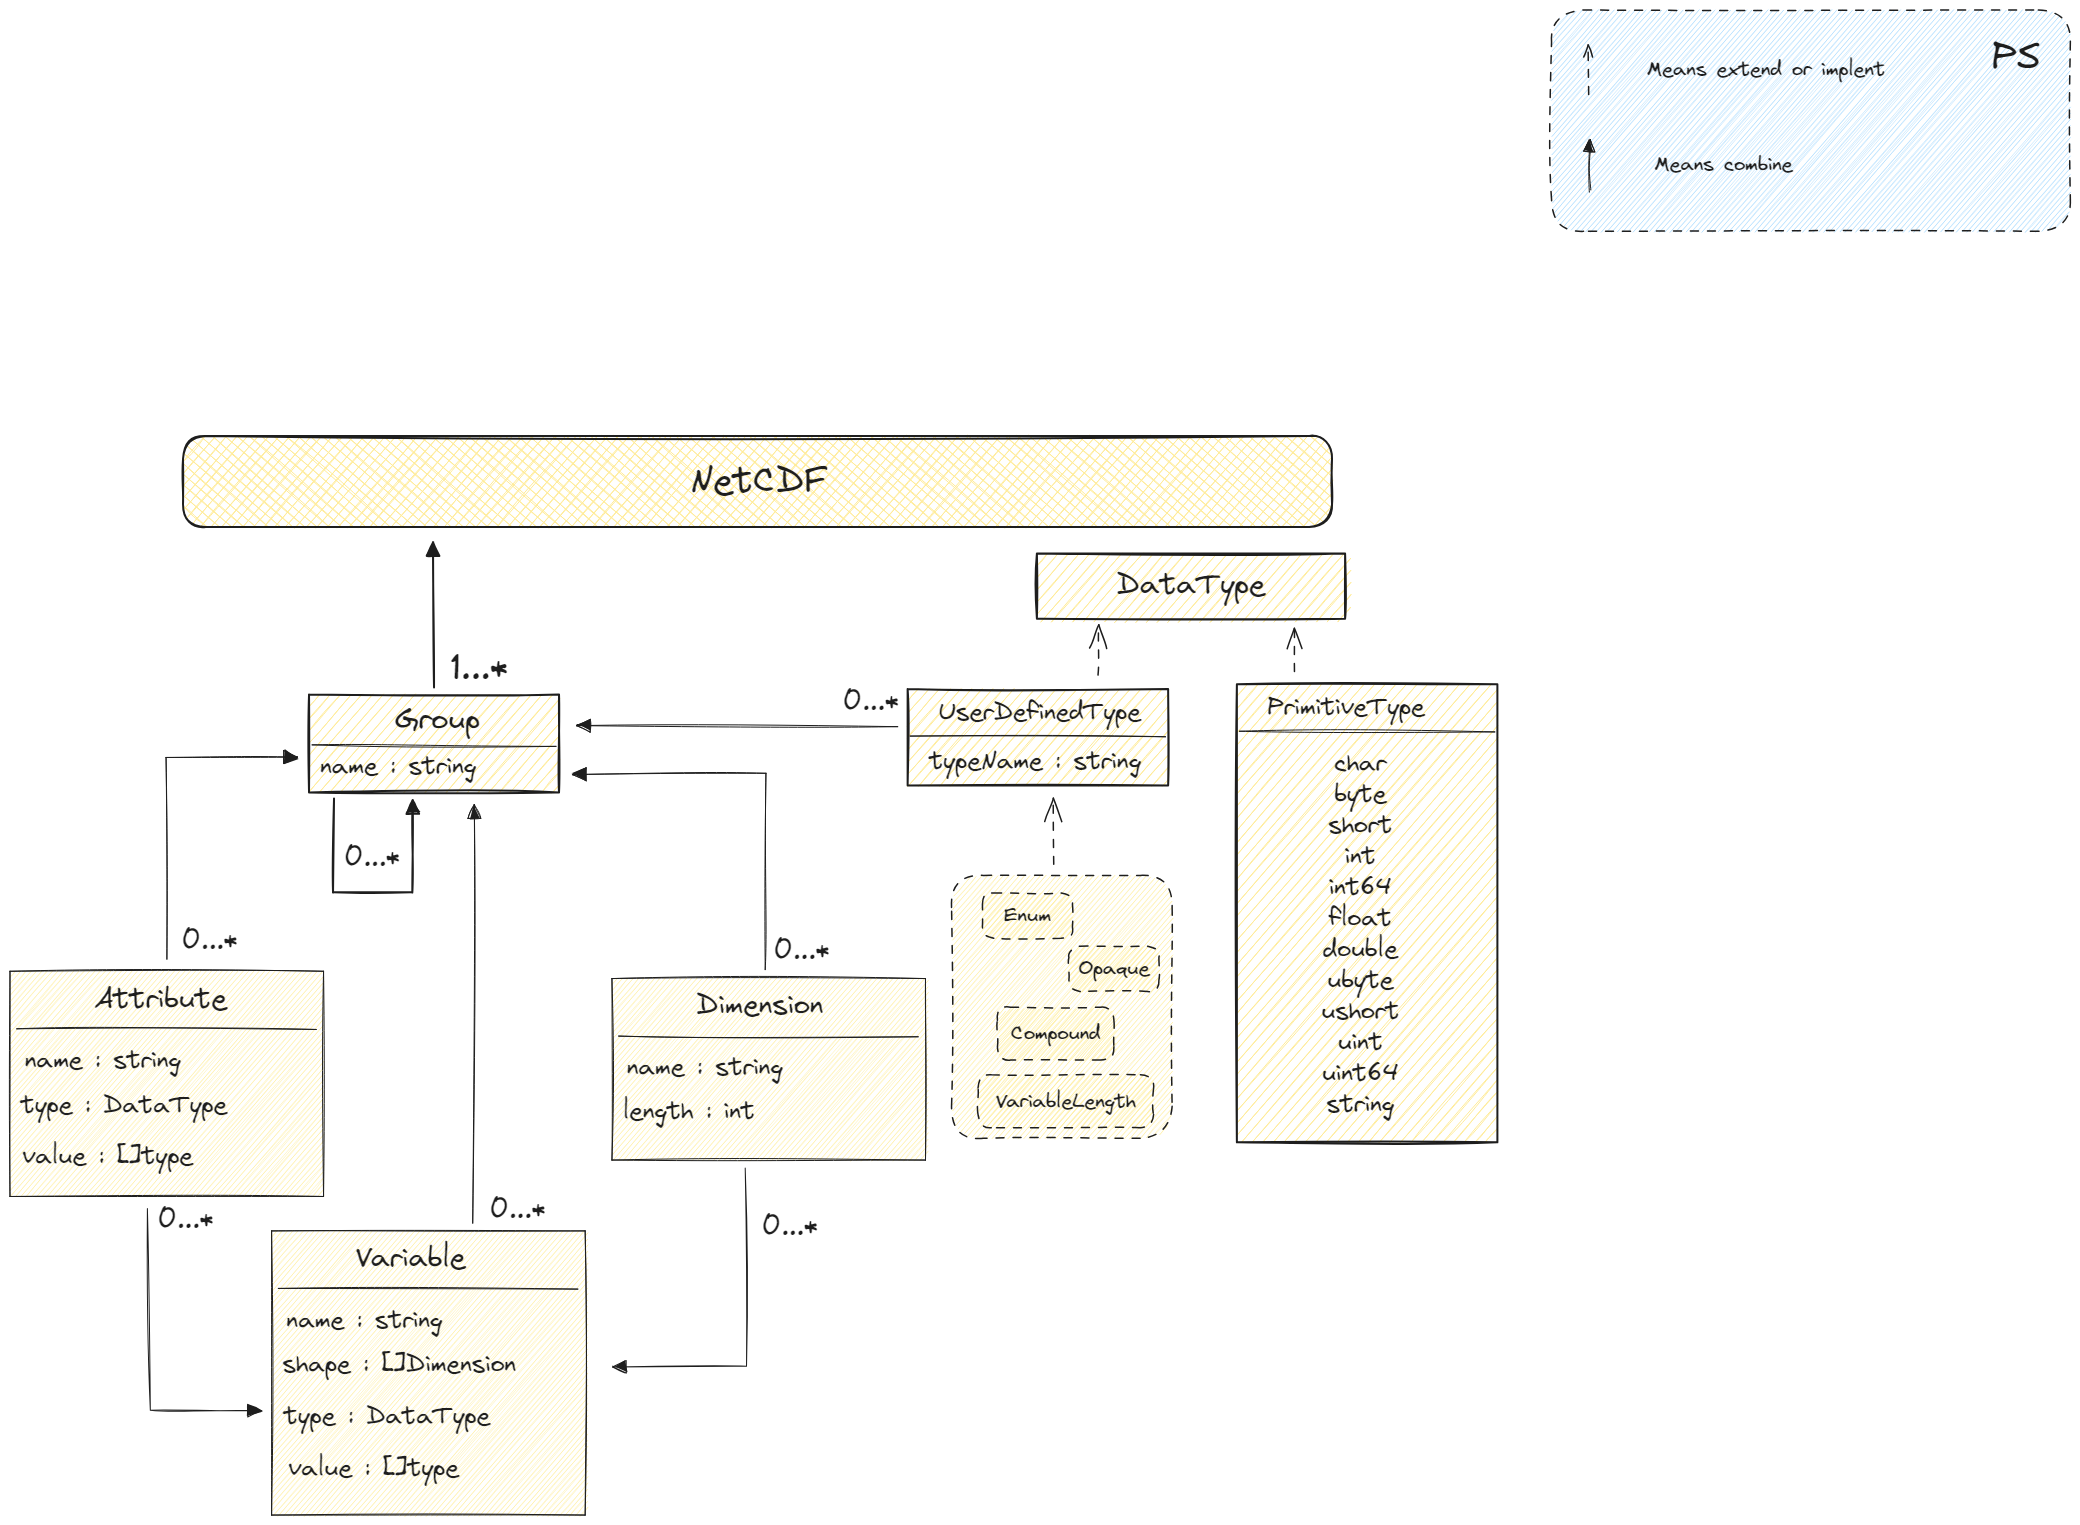 PS
Means extend or implent
Means combine
NetCDF
DataType
1...*
Group
name : string
0...*
0...*
UserDefinedType
typeName : string
PrimitiveType
char
byte
short
int
int64
float
double
ubyte
ushort
uint
uint64
string
Enum
Opaque
Compound
VariableLength
0...*
Attribute
name : string
type : DataType
value : []type
0...*
0...*
Dimension
name : string
length : int
0...*
0...*
Variable
name : string
shape : []Dimension
type : DataType
value : []type